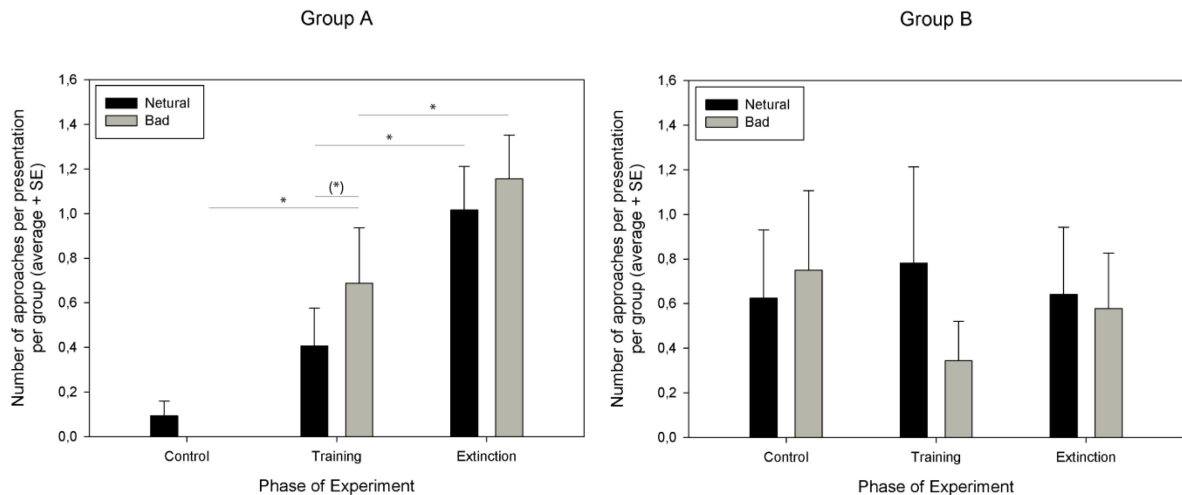 Group A
Number of approaches per presentation
per group (average + SE)
1,6
1,4
1,2
1,0
0,8
0,6
0,4
0,2
0,0
Netural
Bad
*
*
(*)
*
Control
Training
Extinction
Phase of Experiment
Group B
Number of approaches per presentation
per group (average + SE)
1,6
1,4
1,2
1,0
0,8
0,6
0,4
0,2
0,0
Netural
Bad
Control
Training
Extinction
Phase of Experiment